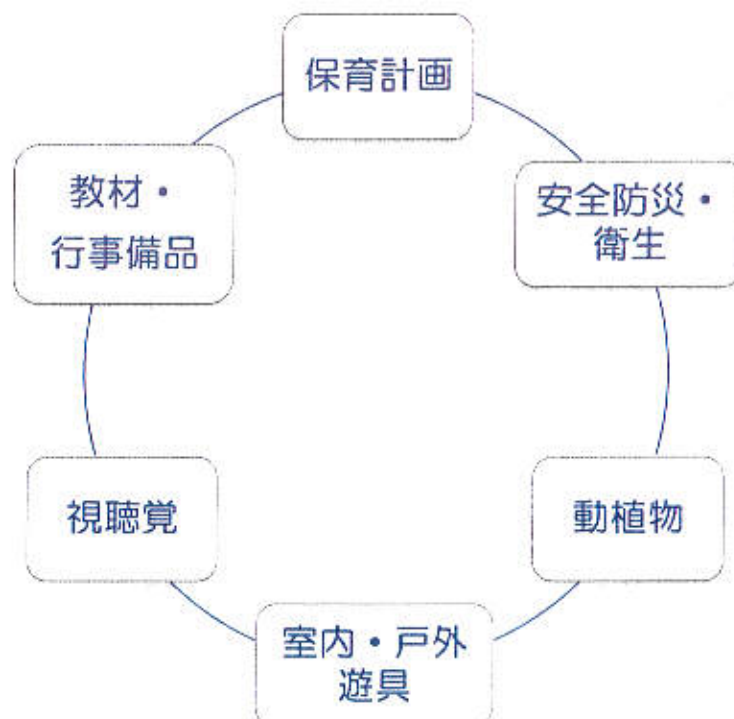 保育計画
安全防災・
衛生
動植物
室内・戸外
遊具
視聴覚
教材・
行事備品